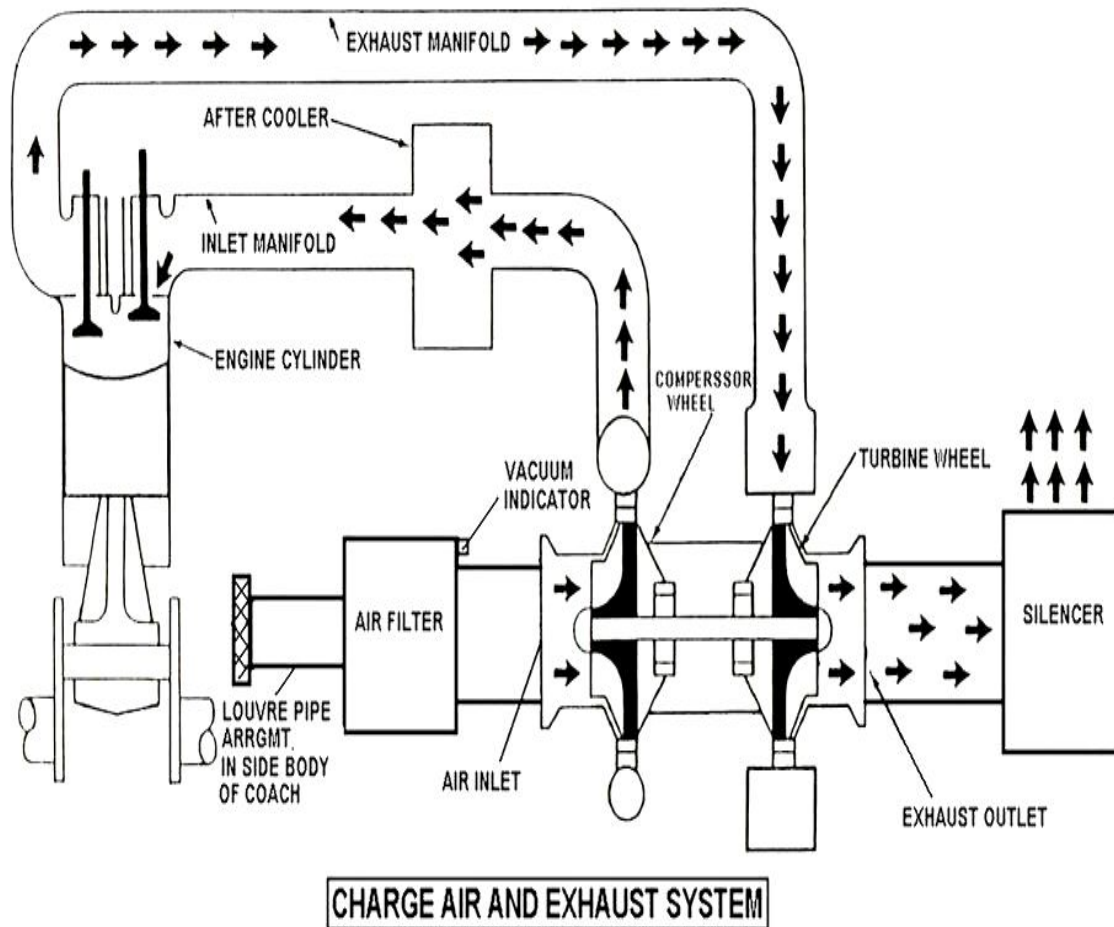 EXHAUST MANIFOLD
AFTER COOLER
INLET MANIFOLD
ENGINE CYLINDER
COMPERSSOR
WHEEL
TURBINE WHEEL
VACUUM
INDICATOR
AIR FILTER
SILENCER
LOUVRE PIPE
ARRGMT.
IN SIDE BODY
OF COACH
AIR INLET
EXHAUST OUTLET
CHARGE AIR AND EXHAUST SYSTEM